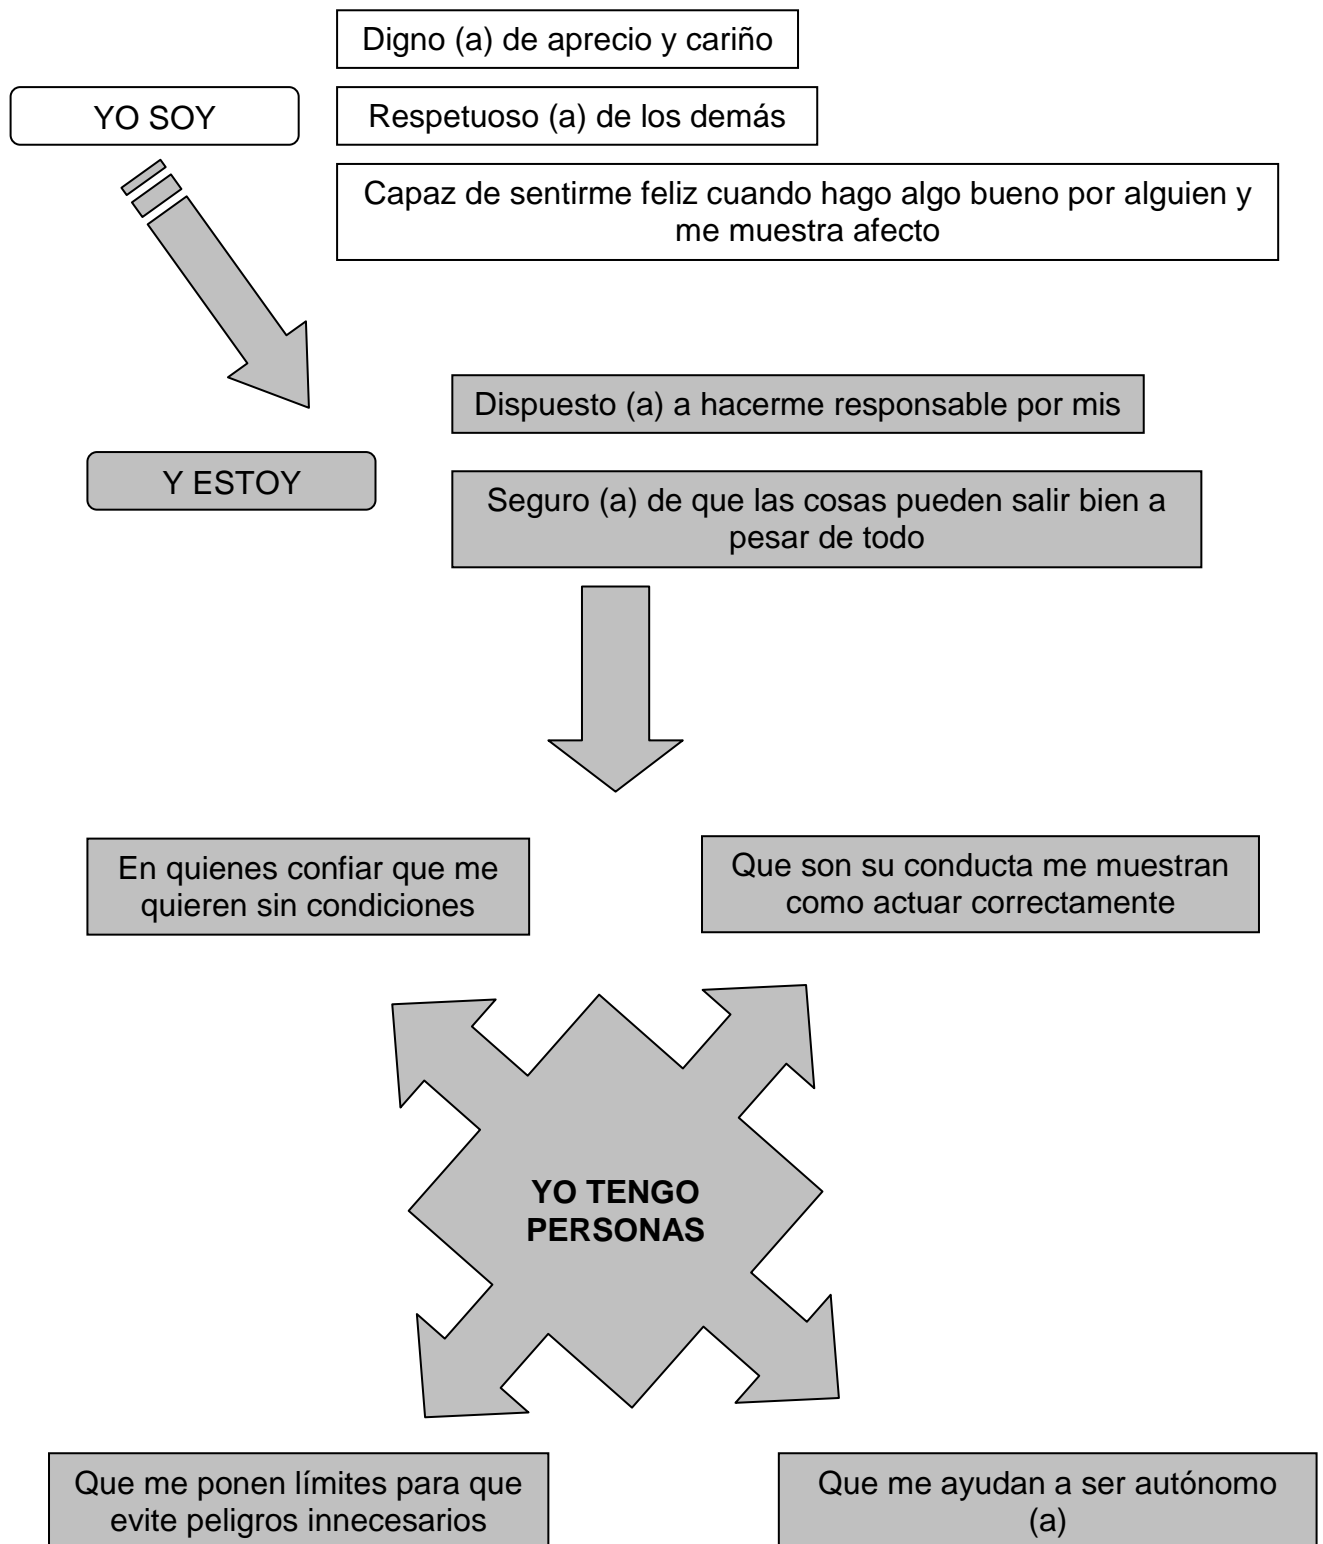 Digno (a) de aprecio y cariño
YO SOY
Respetuoso (a) de los demás
Capaz de sentirme feliz cuando hago algo bueno por alguien y
me muestra afecto
Dispuesto (a) a hacerme responsable por mis
Y ESTOY
Seguro (a) de que las cosas pueden salir bien a
pesar de todo
En quienes confiar que me
quieren sin condiciones
Que son su conducta me muestran
como actuar correctamente
YO TENGO
PERSONAS
Que me ponen límites para que
evite peligros innecesarios
Que me ayudan a ser autónomo
(a)